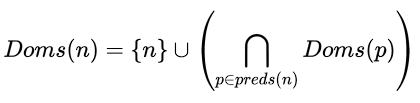 Doms(n) = {n} ∪ ( ⋂_{p∈preds(n)} Doms(p) )